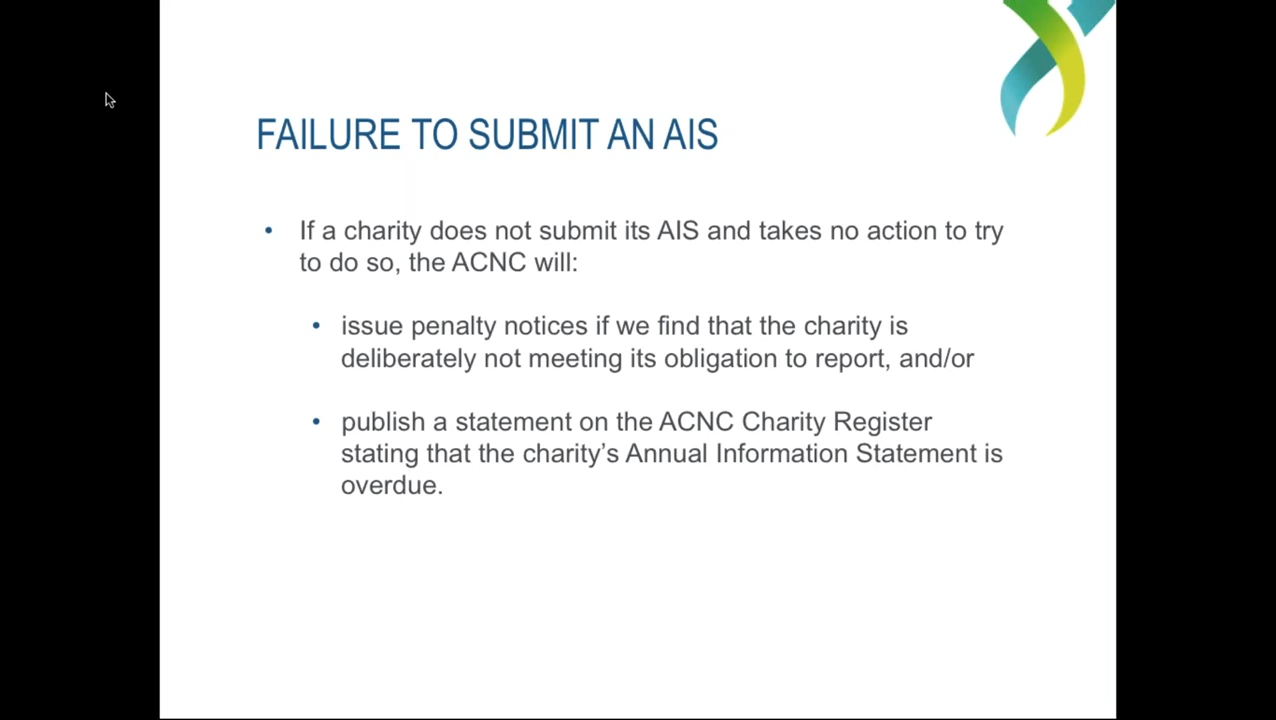 FAILURE TO SUBMIT AN AIS
• If a charity does not submit its AIS and takes no action to try
to do so, the ACNC will:
• issue penalty notices if we find that the charity is
deliberately not meeting its obligation to report, and/or
• publish a statement on the ACNC Charity Register
stating that the charity’s Annual Information Statement is
overdue.